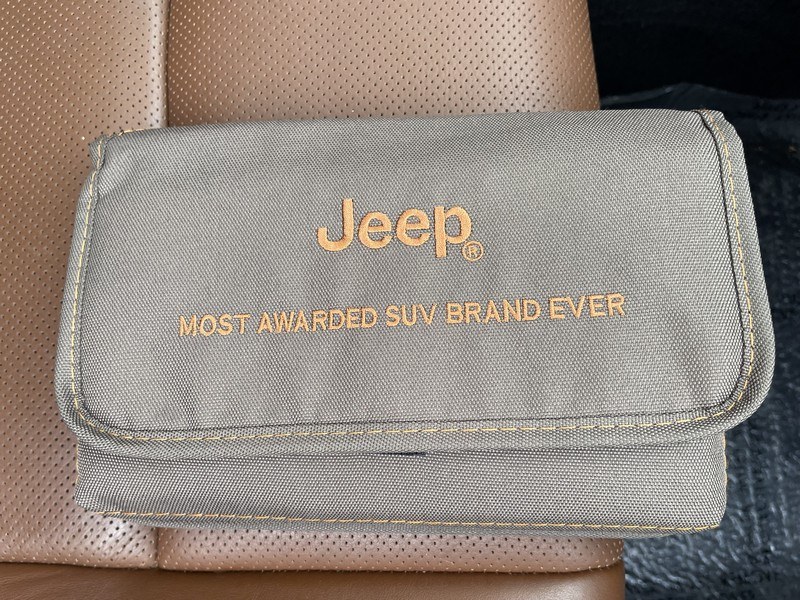 Jeep®
MOST AWARDED SUV BRAND EVER